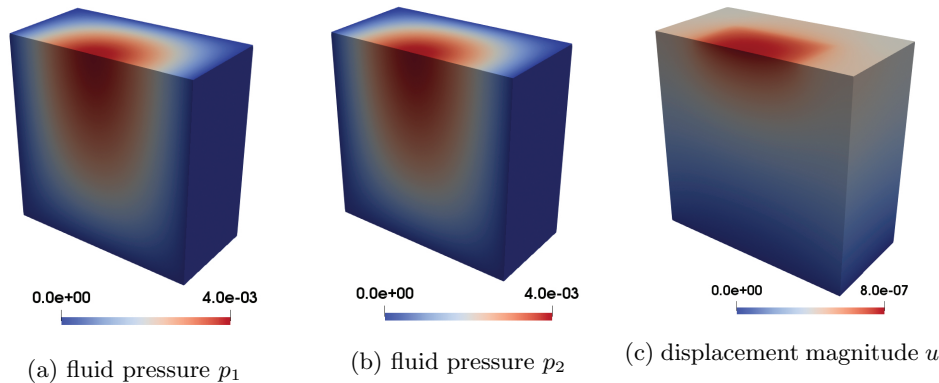 0.0e+00 4.0e-03
0.0e+00 4.0e-03
0.0e+00 8.0e-07
(a) fluid pressure p₁
(b) fluid pressure p₂
(c) displacement magnitude u